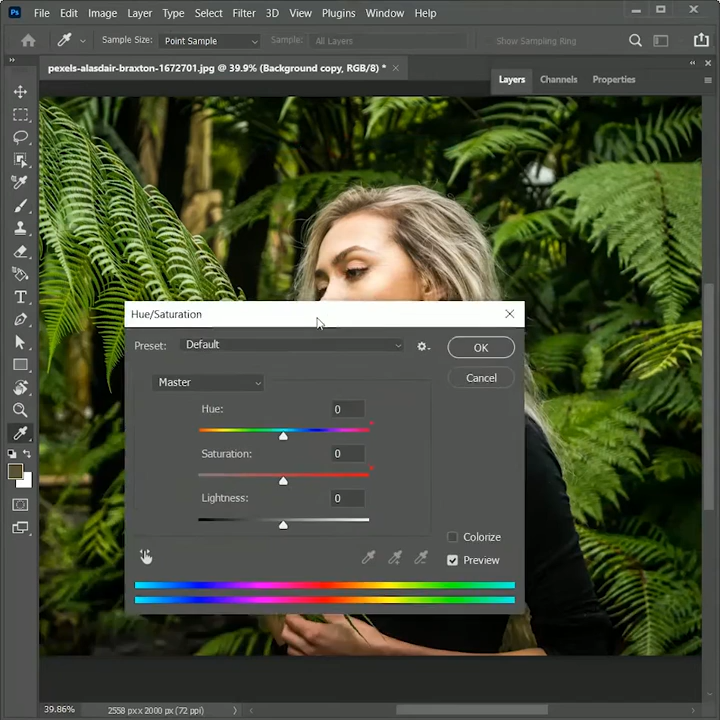 Ps File Edit Image Layer Type Select Filter 3D View Plugins Window Help
Sample Size: Point Sample Sample: All Layers Show Sampling Ring
pexels-alasdair-braxton-1672701.jpg @ 39.9% (Background copy, RGB/8) *
Layers Channels Properties
Hue/Saturation
Preset: Default OK
Master Cancel
Hue: 0
Saturation: 0
Lightness: 0
Colorize
Preview
39.86% 2558 px x 2000 px (72 ppi)